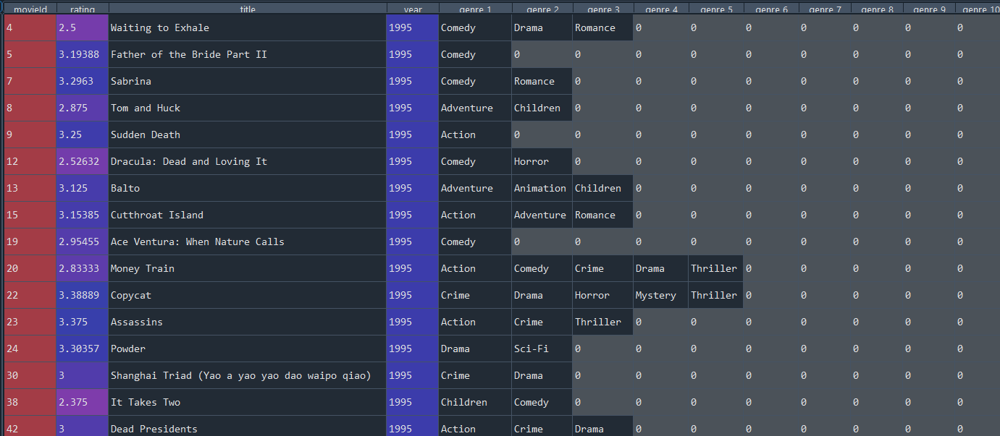 movieId rating title year genre 1 genre 2 genre 3 genre 4 genre 5 genre 6 genre 7 genre 8 genre 9 genre 10
4 2.5 Waiting to Exhale 1995 Comedy Drama Romance 0 0 0 0 0 0 0
5 3.19388 Father of the Bride Part II 1995 Comedy 0 0 0 0 0 0 0 0 0
7 3.2963 Sabrina 1995 Comedy Romance 0 0 0 0 0 0 0 0
8 2.875 Tom and Huck 1995 Adventure Children 0 0 0 0 0 0 0 0
9 3.25 Sudden Death 1995 Action 0 0 0 0 0 0 0 0 0
12 2.52632 Dracula: Dead and Loving It 1995 Comedy Horror 0 0 0 0 0 0 0 0
13 3.125 Balto 1995 Adventure Animation Children 0 0 0 0 0 0 0
15 3.15385 Cutthroat Island 1995 Action Adventure Romance 0 0 0 0 0 0 0
19 2.95455 Ace Ventura: When Nature Calls 1995 Comedy 0 0 0 0 0 0 0 0 0
20 2.83333 Money Train 1995 Action Comedy Crime Drama Thriller 0 0 0 0 0
22 3.38889 Copycat 1995 Crime Drama Horror Mystery Thriller 0 0 0 0 0
23 3.375 Assassins 1995 Action Crime Thriller 0 0 0 0 0 0 0
24 3.30357 Powder 1995 Drama Sci-Fi 0 0 0 0 0 0 0 0
30 3 Shanghai Triad (Yao a yao yao dao waipo qiao) 1995 Crime Drama 0 0 0 0 0 0 0 0
38 2.375 It Takes Two 1995 Children Comedy 0 0 0 0 0 0 0 0
42 3 Dead Presidents 1995 Action Crime Drama 0 0 0 0 0 0 0